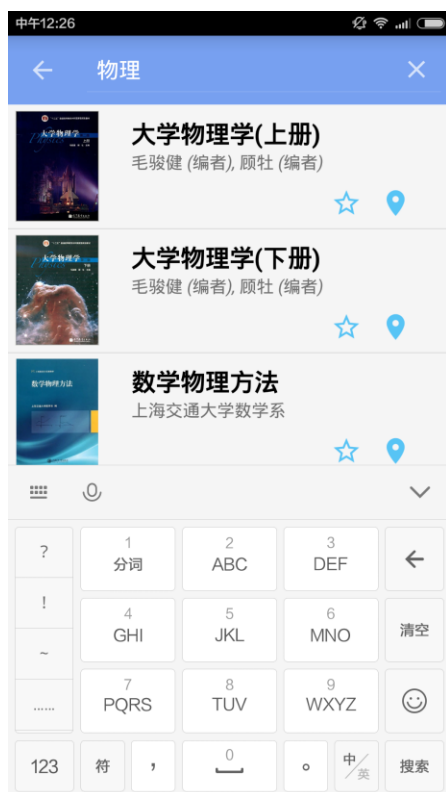 中午12:26
物理
大学物理学
大学物理学(上册)
毛骏健 (编者), 顾牡 (编者)
大学物理学
大学物理学(下册)
毛骏健 (编者), 顾牡 (编者)
数学物理方法
数学物理方法
上海交通大学数学系
? 1 2 3
分词 ABC DEF
! 4 5 6
GHI JKL MNO 清空
~
7 8 9
…… PQRS TUV WXYZ
123 符 , 0 。 中/英 搜索